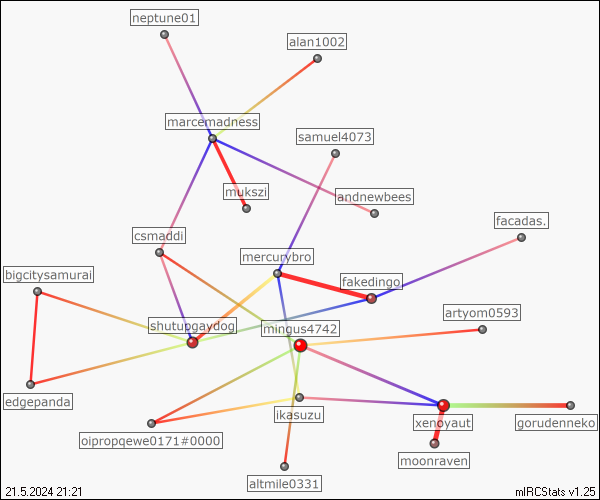 neptune01
alan1002
marcemadness
samuel4073
mukszi
andnewbees
facadas.
csmaddi
mercurybro
bigcitysamurai
fakedingo
artyom0593
shutupgaydog
mingus4742
edgepanda
ikasuzu
xenoyaut
gorudenneko
oipropqewe0171#0000
moonraven
altmile0331
21.5.2024 21:21
mIRCStats v1.25